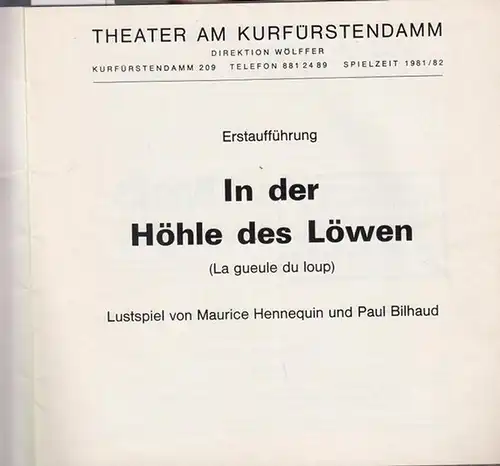 THEATER AM KURFÜRSTENDAMM
DIREKTION WÖLFFER
KURFÜRSTENDAMM 209 TELEFON 881 24 89 SPIELZEIT 1981/82
Erstaufführung
In der
Höhle des Löwen
(La gueule du loup)
Lustspiel von Maurice Hennequin und Paul Bilhaud